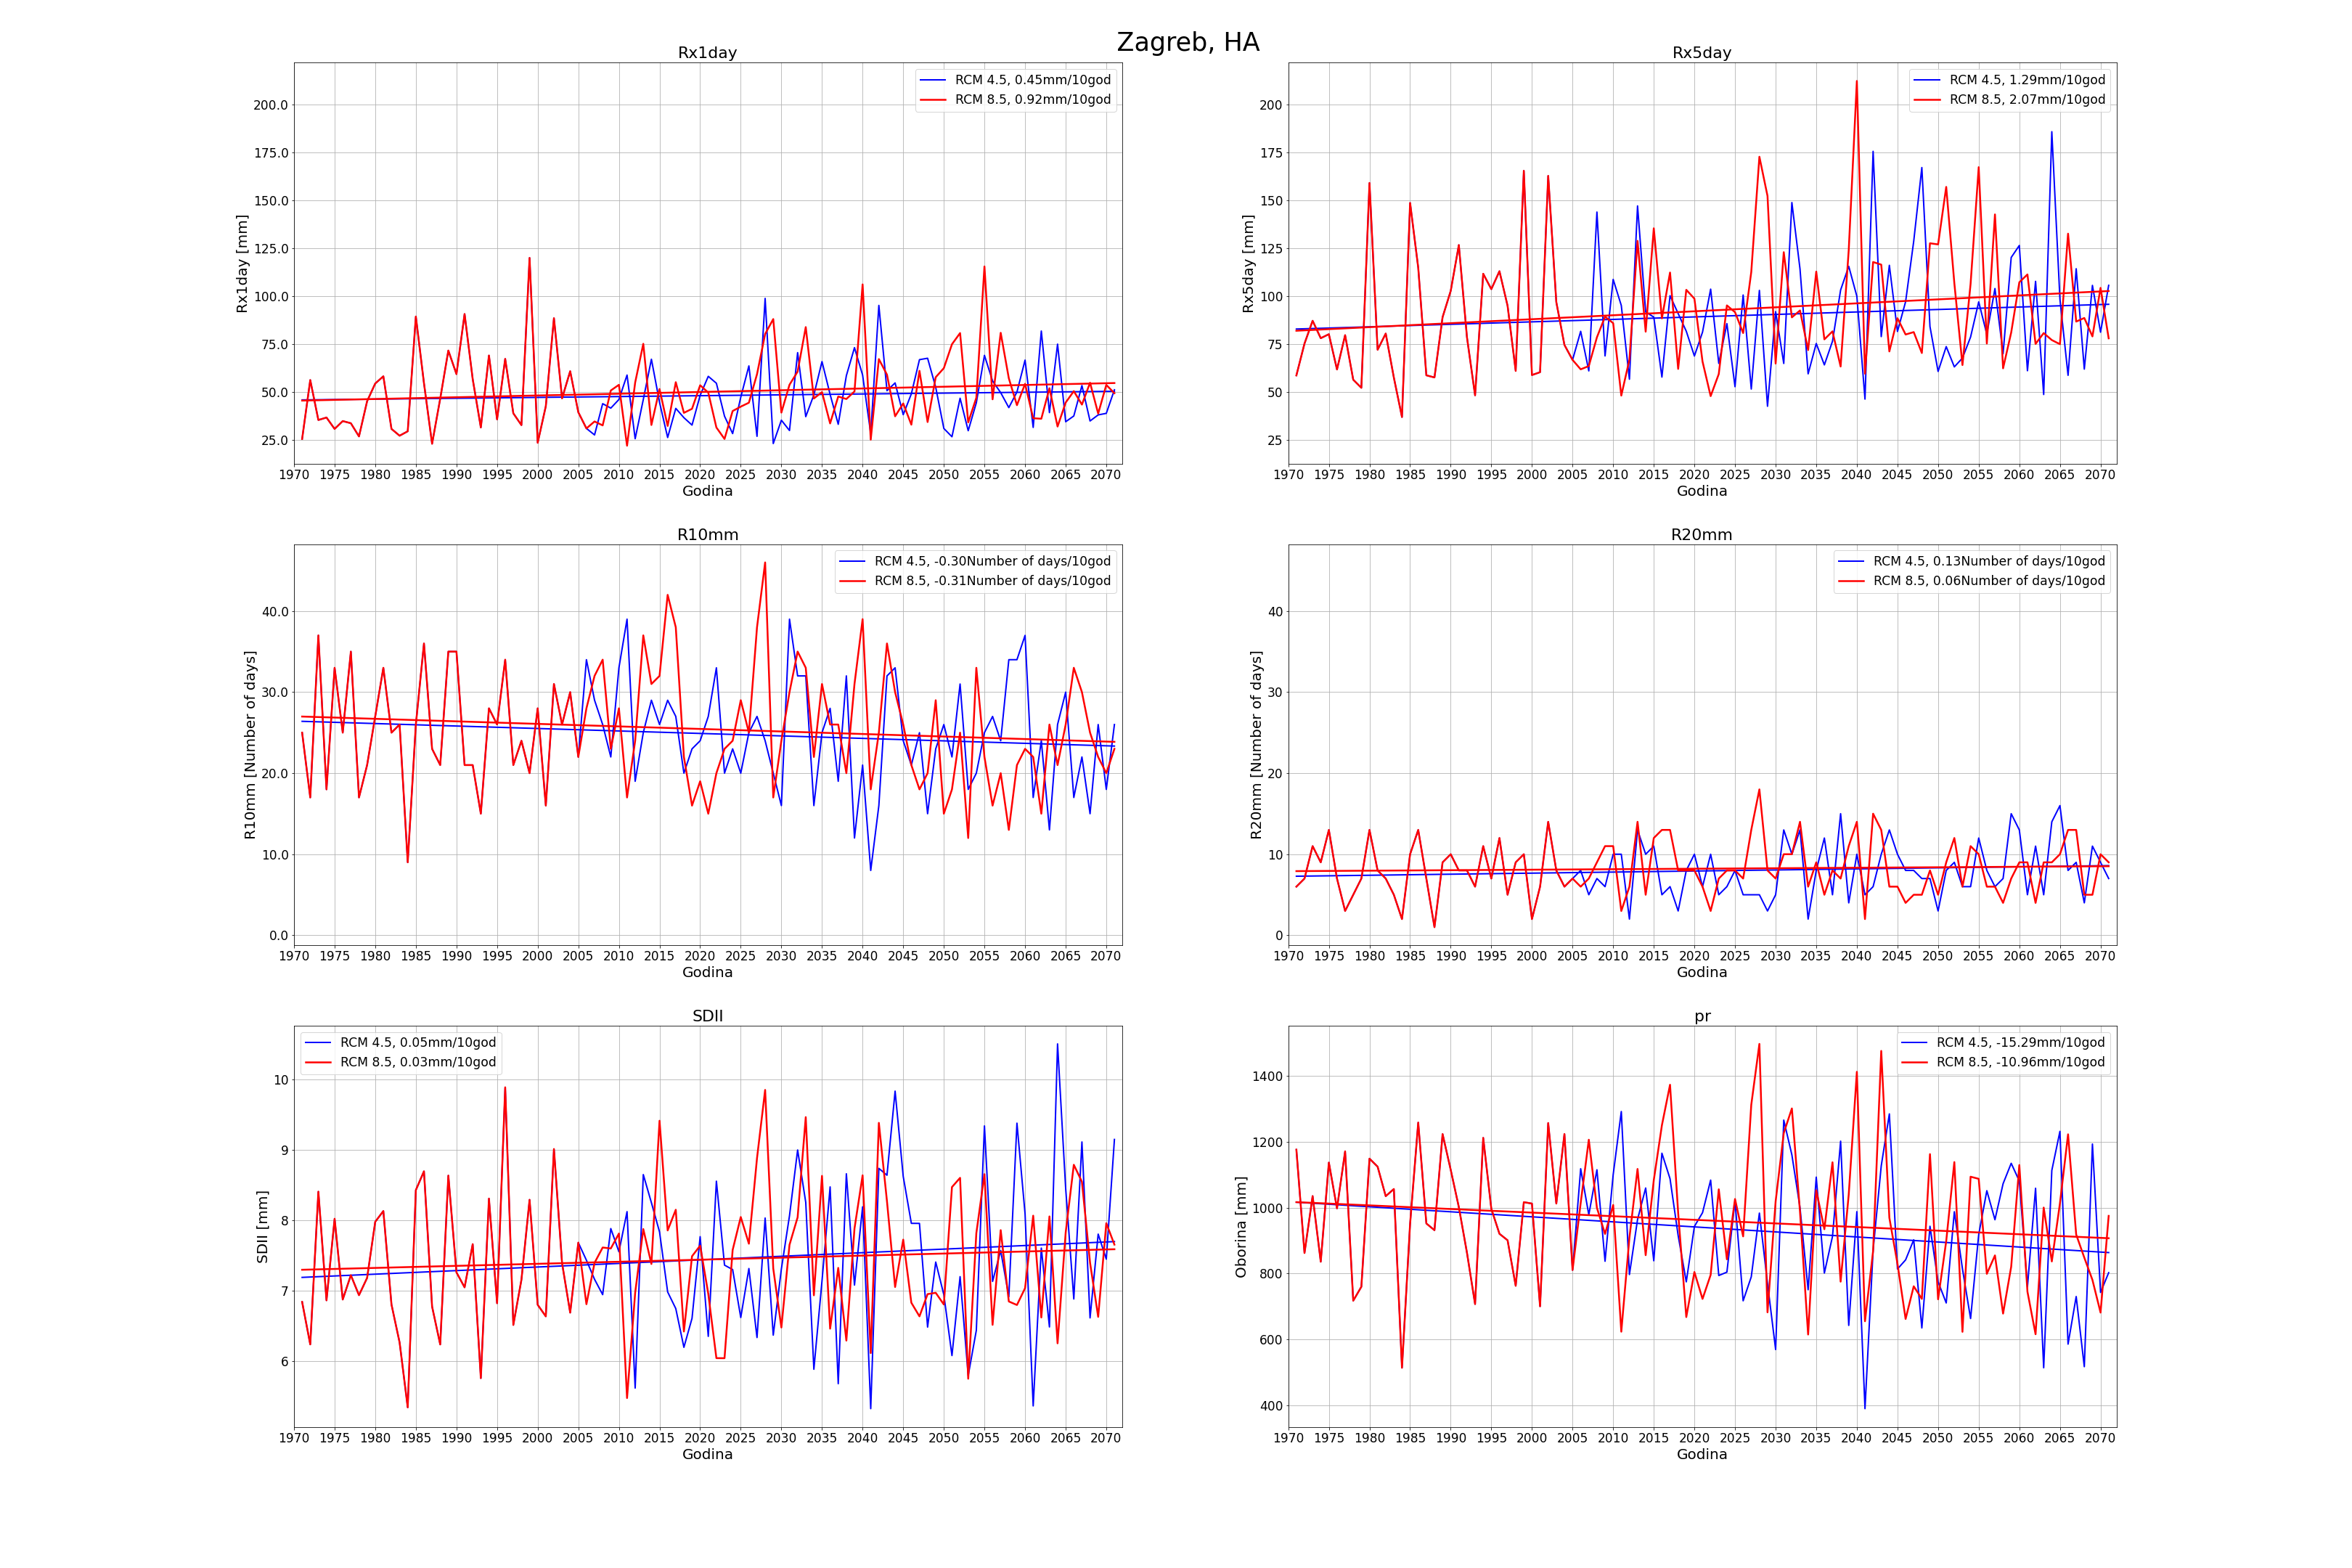 Zagreb, HA
Rx1day
RCM 4.5, 0.45mm/10god
RCM 8.5, 0.92mm/10god
Rx1day [mm]
200.0
175.0
150.0
125.0
100.0
75.0
50.0
25.0
1970 1975 1980 1985 1990 1995 2000 2005 2010 2015 2020 2025 2030 2035 2040 2045 2050 2055 2060 2065 2070
Godina
Rx5day
RCM 4.5, 1.29mm/10god
RCM 8.5, 2.07mm/10god
Rx5day [mm]
200
175
150
125
100
75
50
25
1970 1975 1980 1985 1990 1995 2000 2005 2010 2015 2020 2025 2030 2035 2040 2045 2050 2055 2060 2065 2070
Godina
R10mm
RCM 4.5, -0.30Number of days/10god
RCM 8.5, -0.31Number of days/10god
R10mm [Number of days]
40.0
30.0
20.0
10.0
0.0
1970 1975 1980 1985 1990 1995 2000 2005 2010 2015 2020 2025 2030 2035 2040 2045 2050 2055 2060 2065 2070
Godina
R20mm
RCM 4.5, 0.13Number of days/10god
RCM 8.5, 0.06Number of days/10god
R20mm [Number of days]
40
30
20
10
0
1970 1975 1980 1985 1990 1995 2000 2005 2010 2015 2020 2025 2030 2035 2040 2045 2050 2055 2060 2065 2070
Godina
SDII
RCM 4.5, 0.05mm/10god
RCM 8.5, 0.03mm/10god
SDII [mm]
10
9
8
7
6
1970 1975 1980 1985 1990 1995 2000 2005 2010 2015 2020 2025 2030 2035 2040 2045 2050 2055 2060 2065 2070
Godina
pr
RCM 4.5, -15.29mm/10god
RCM 8.5, -10.96mm/10god
Oborina [mm]
1400
1200
1000
800
600
400
1970 1975 1980 1985 1990 1995 2000 2005 2010 2015 2020 2025 2030 2035 2040 2045 2050 2055 2060 2065 2070
Godina